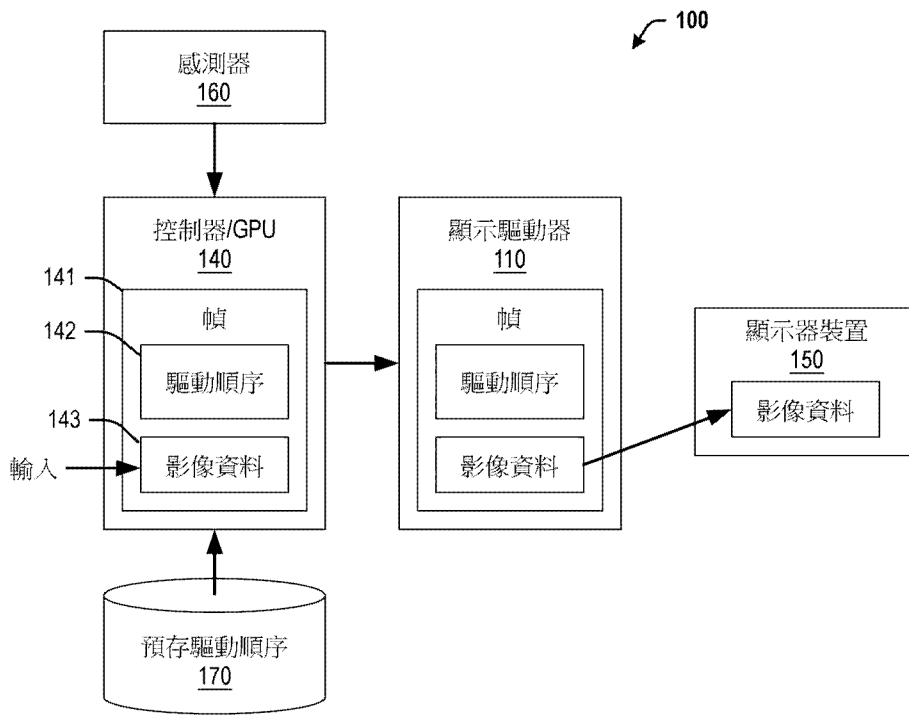 100
感測器
160
控制器/GPU
140
141
幀
142
驅動順序
143
影像資料
輸入
顯示驅動器
110
幀
驅動順序
影像資料
顯示器裝置
150
影像資料
預存驅動順序
170